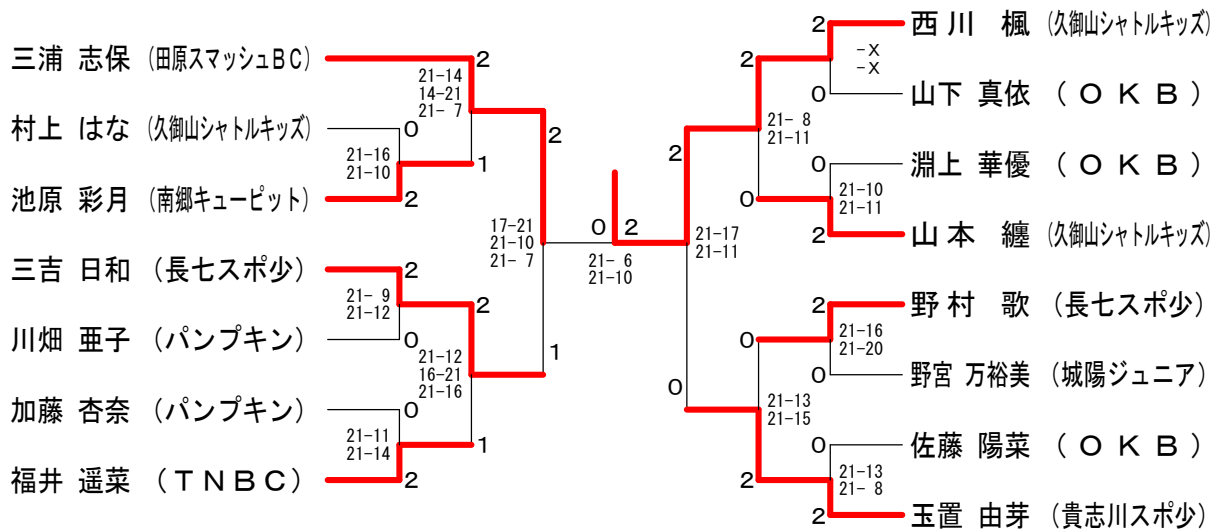 三浦 志保 (田原スマッシュBC)
2
21-14
14-21
21- 7
村上 はな (久御山シャトルキッズ)
0
21-16
21-10
1
池原 彩月 (南郷キューピット)
2
2
17-21
21-10
21- 7
三吉 日和 (長七スポ少)
2
21- 9
21-12
2
川畑 亜子 (パンプキン)
0
21-12
16-21
21-16
1
加藤 杏奈 (パンプキン)
0
21-11
21-14
1
福井 遥菜 (TNBC)
2
0 2
21- 6
21-10
2 西川 楓 (久御山シャトルキッズ)
-X
-X
2
0 山下 真依 (OKB)
21- 8
21-11
2
0 淵上 華優 (OKB)
21-10
21-11
0
2 山本 纏 (久御山シャトルキッズ)
21-17
21-11
2 野村 歌 (長七スポ少)
21-16
21-20
0
0 野宮 万裕美 (城陽ジュニア)
0
21-13
21-15
0 佐藤 陽菜 (OKB)
21-13
21- 8
2
2 玉置 由芽 (貴志川スポ少)